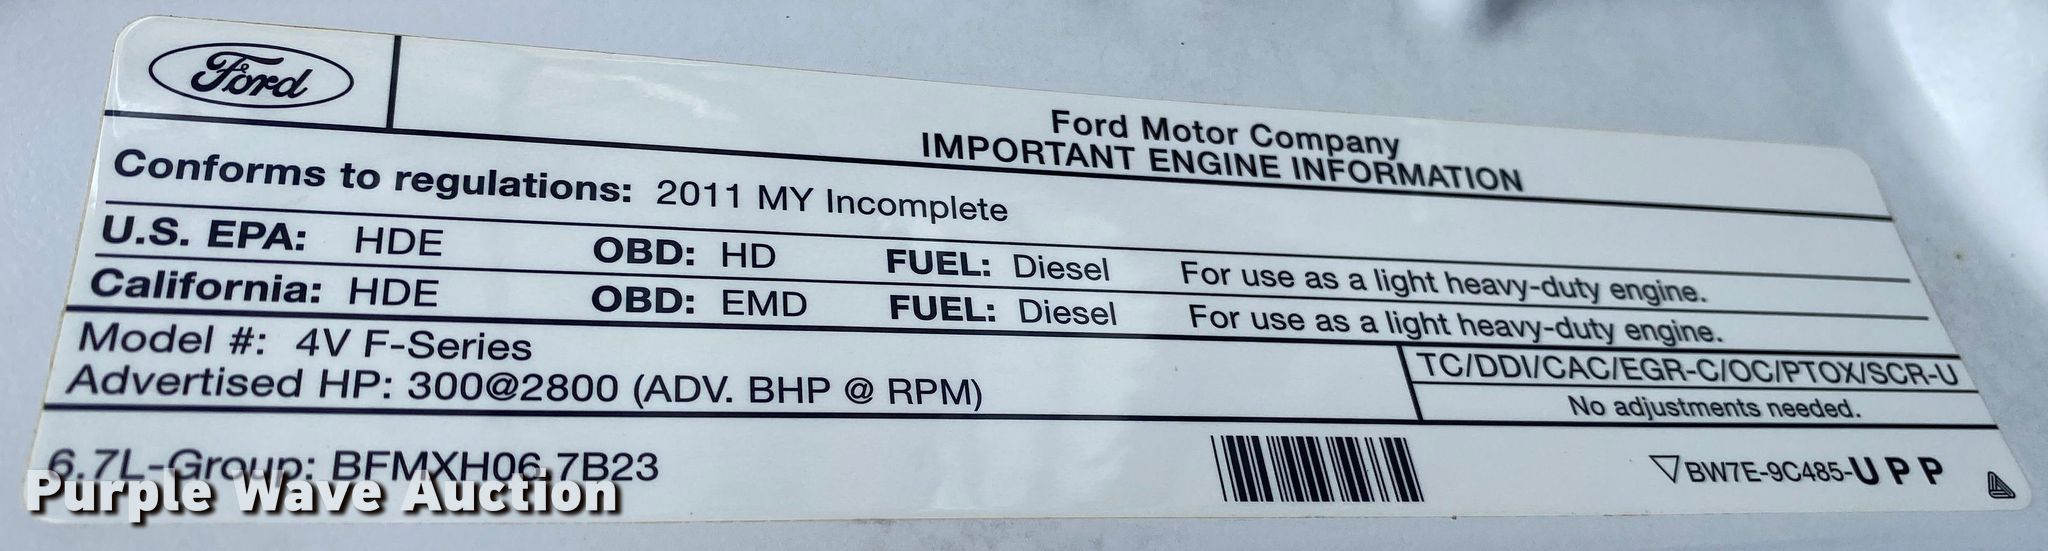 Ford
Ford Motor Company
IMPORTANT ENGINE INFORMATION
Conforms to regulations: 2011 MY Incomplete
U.S. EPA: HDE OBD: HD FUEL: Diesel For use as a light heavy-duty engine.
California: HDE OBD: EMD FUEL: Diesel For use as a light heavy-duty engine.
Model #: 4V F-Series
Advertised HP: 300@2800 (ADV. BHP @ RPM)
TC/DDI/CAC/EGR-C/OC/PTOX/SCR-U
No adjustments needed.
6.7L-Group: BFMXH06.7B23
BW7E-9C485-UPP
Purple Wave Auction